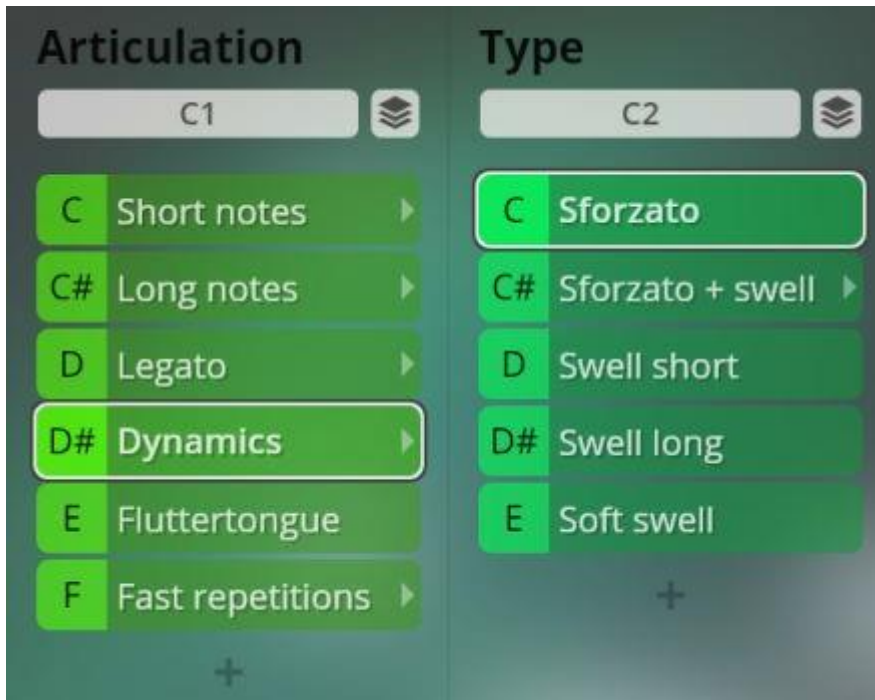 Articulation
C1
C Short notes
C# Long notes
D Legato
D# Dynamics
E Fluttertongue
F Fast repetitions
+
Type
C2
C Sforzato
C# Sforzato + swell
D Swell short
D# Swell long
E Soft swell
+